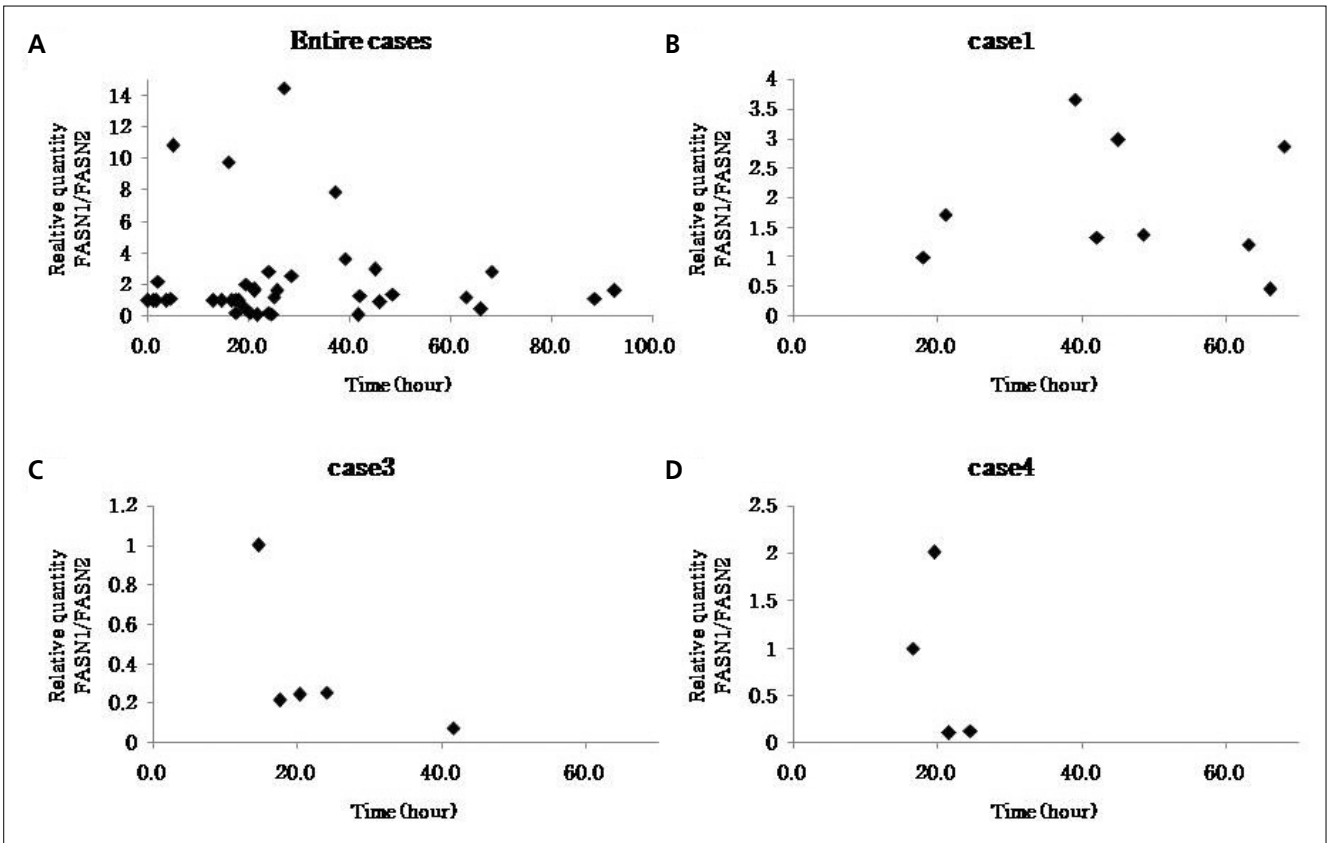 A
Entire cases
Realtive quantity
FASN1/FASN2
14
12
10
8
6
4
2
0
0.0 20.0 40.0 60.0 80.0 100.0
Time (hour)
B
case1
Relative quantity
FASN1/FASN2
4
3.5
3
2.5
2
1.5
1
0.5
0
0.0 20.0 40.0 60.0
Time (hour)
C
case3
Relative quantity
FASN1/FASN2
1.2
1
0.8
0.6
0.4
0.2
0
0.0 20.0 40.0 60.0
Time (hour)
D
case4
Relative quantity
FASN1/FASN2
2.5
2
1.5
1
0.5
0
0.0 20.0 40.0 60.0
Time (hour)